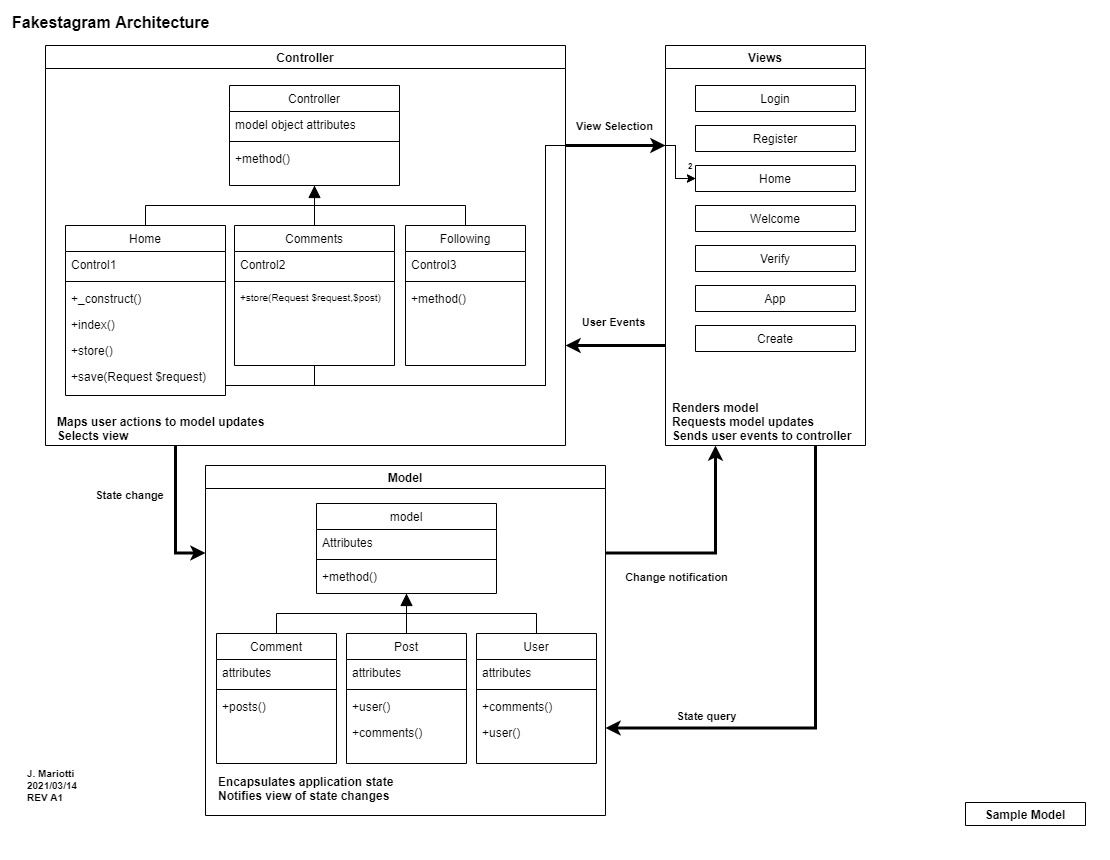 Fakestagram Architecture
Controller
Controller
model object attributes
+method()
Home
Control1
+_construct()
+index()
+store()
+save(Request $request)
Comments
Control2
+store(Request $request,$post)
Following
Control3
+method()
Maps user actions to model updates
Selects view
View Selection
User Events
Views
Login
Register
2
Home
Welcome
Verify
App
Create
Renders model
Requests model updates
Sends user events to controller
State change
Model
model
Attributes
+method()
Comment
attributes
+posts()
Post
attributes
+user()
+comments()
User
attributes
+comments()
+user()
Encapsulates application state
Notifies view of state changes
Change notification
State query
J. Mariotti
2021/03/14
REV A1
Sample Model